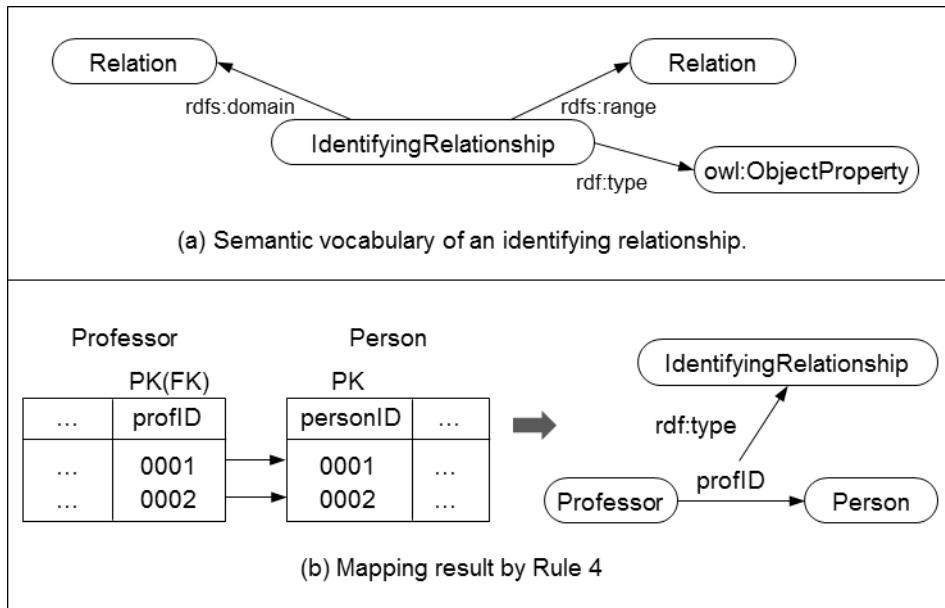 Relation
Relation
rdfs:domain
rdfs:range
IdentifyingRelationship
rdf:type
owl:ObjectProperty
(a) Semantic vocabulary of an identifying relationship.
Professor
Person
PK(FK)
PK
... profID
personID ...
... 0001
0001 ...
... 0002
0002 ...
IdentifyingRelationship
rdf:type
profID
Professor
Person
(b) Mapping result by Rule 4